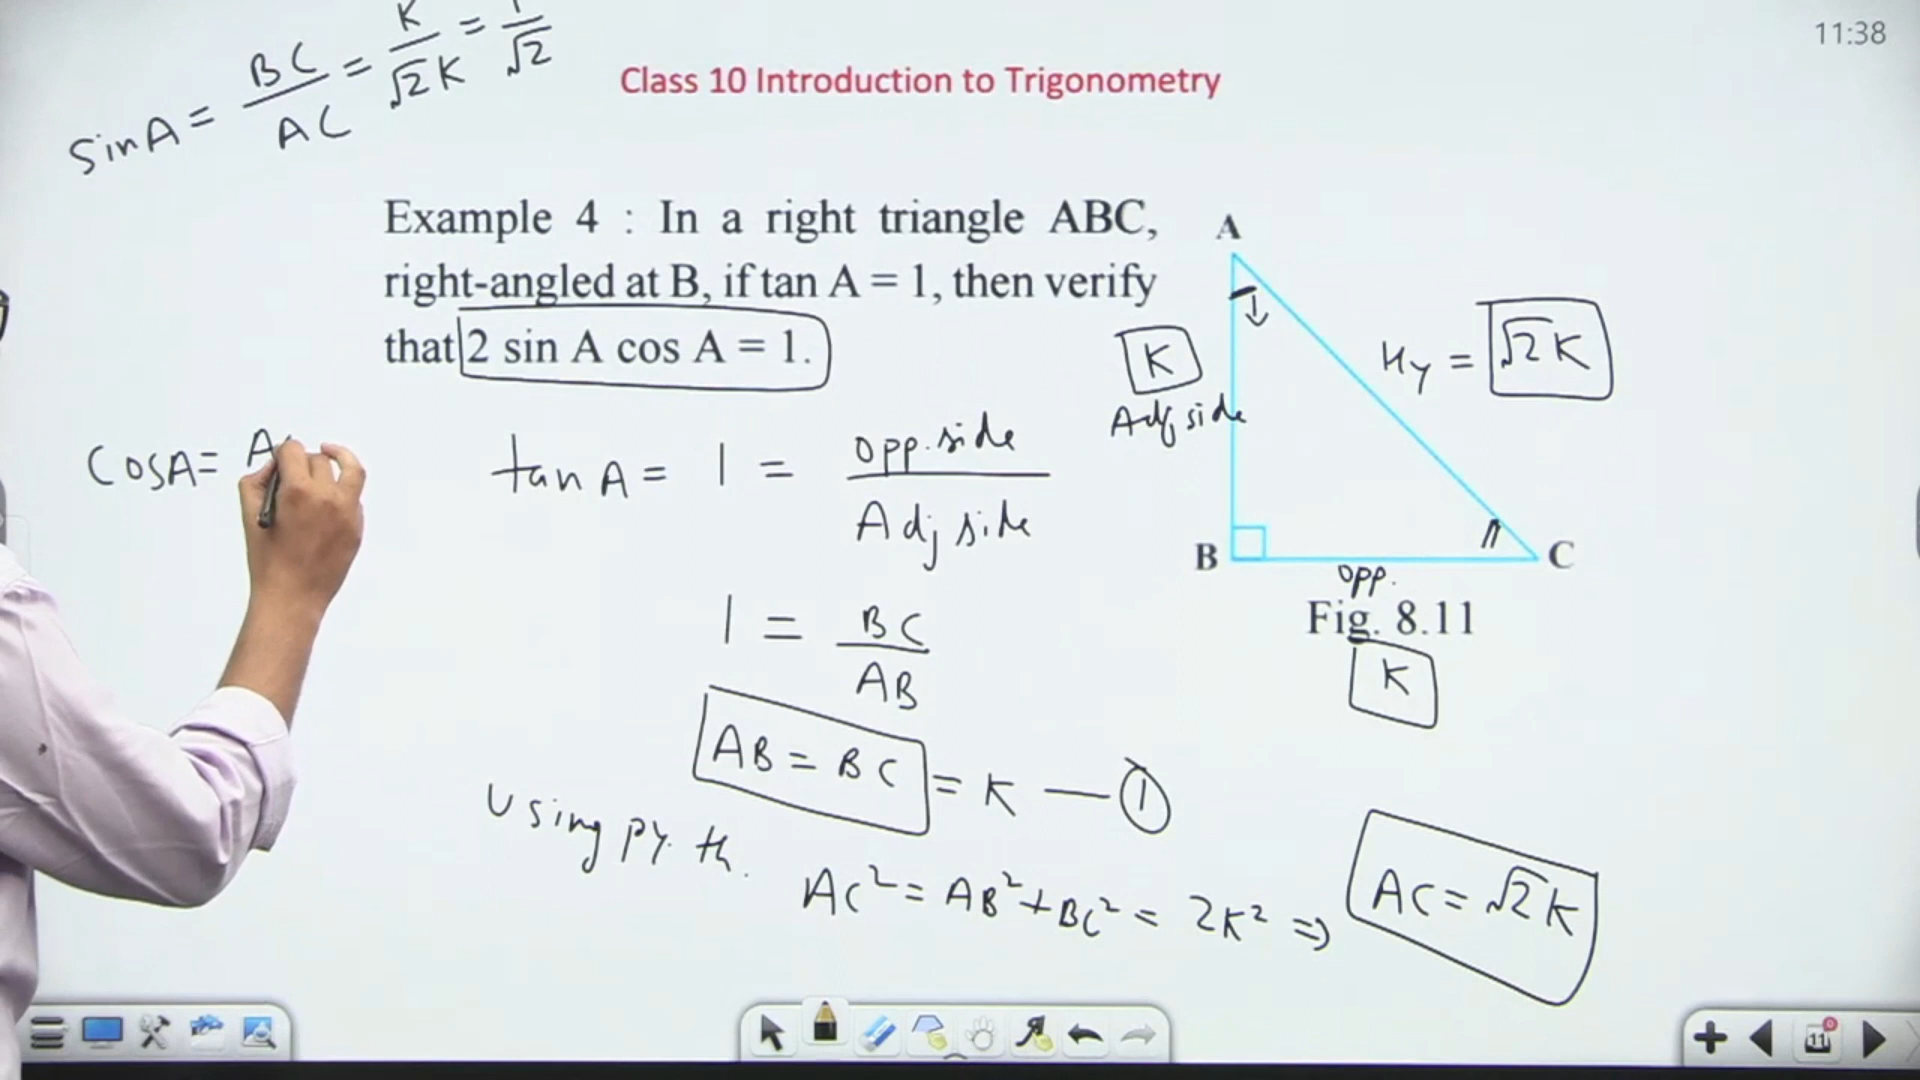 11:38
sinA = BC/AC = K/√2K = 1/√2
Class 10 Introduction to Trigonometry
Example 4 : In a right triangle ABC,
right-angled at B, if tan A = 1, then verify
that 2 sin A cos A = 1.
A
K
Adj side
Hy = √2K
B
C
opp.
Fig. 8.11
K
CosA = A
tan A = 1 = opp. side / Adj side
1 = BC/AB
AB = BC = K — ①
Using py. th.
AC² = AB² + BC² = 2K² ⇒ AC = √2K
11